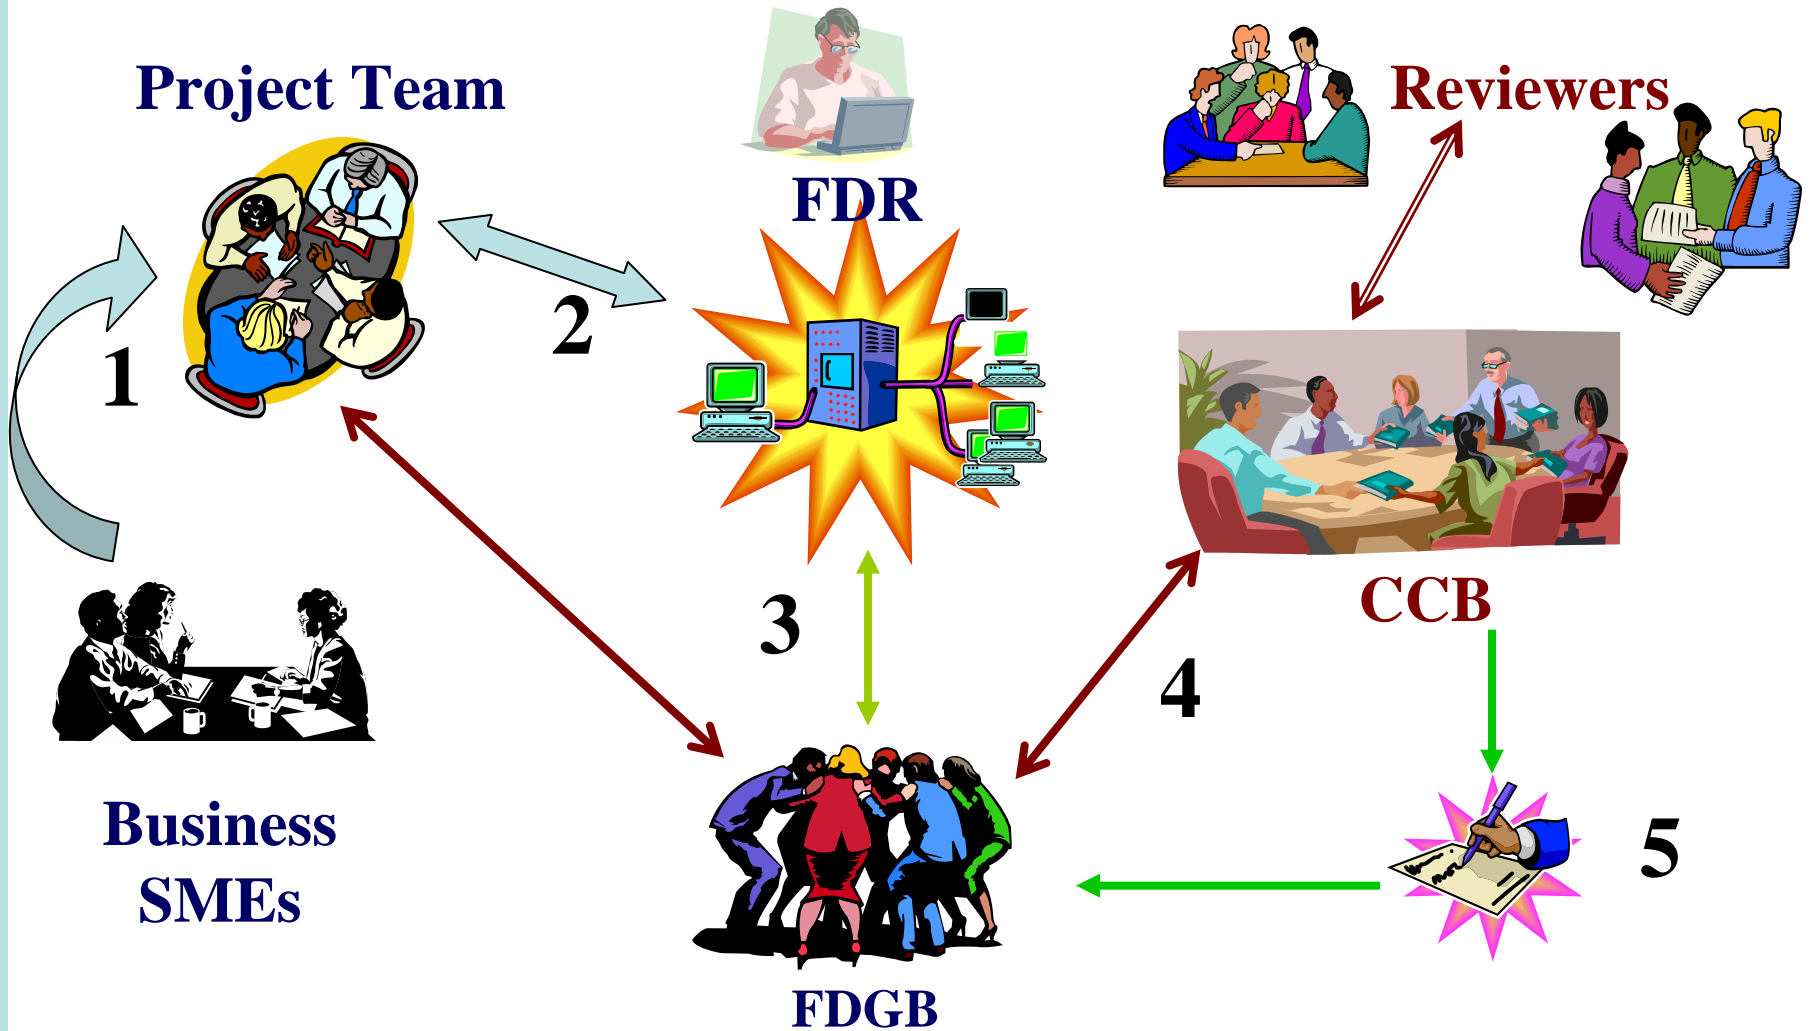 Project Team
FDR
Reviewers
1
2
3
4
CCB
5
Business
SMEs
FDGB